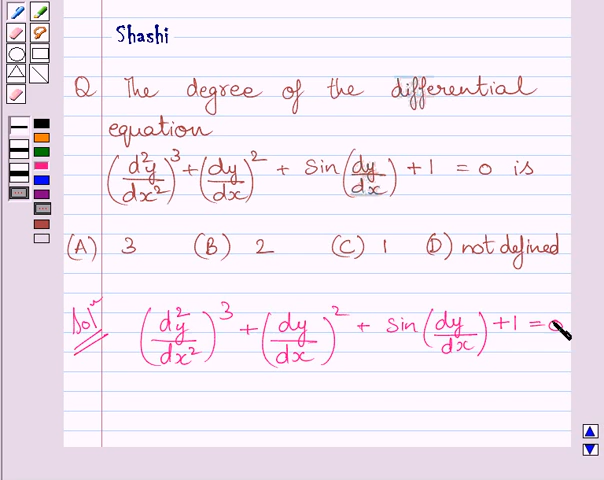 Shashi
Q The degree of the differential
equation
(d²y/dx²)³ + (dy/dx)² + sin(dy/dx) + 1 = 0 is
(A) 3 (B) 2 (C) 1 (D) not defined
Solⁿ (d²y/dx²)³ + (dy/dx)² + sin(dy/dx) + 1 = 0